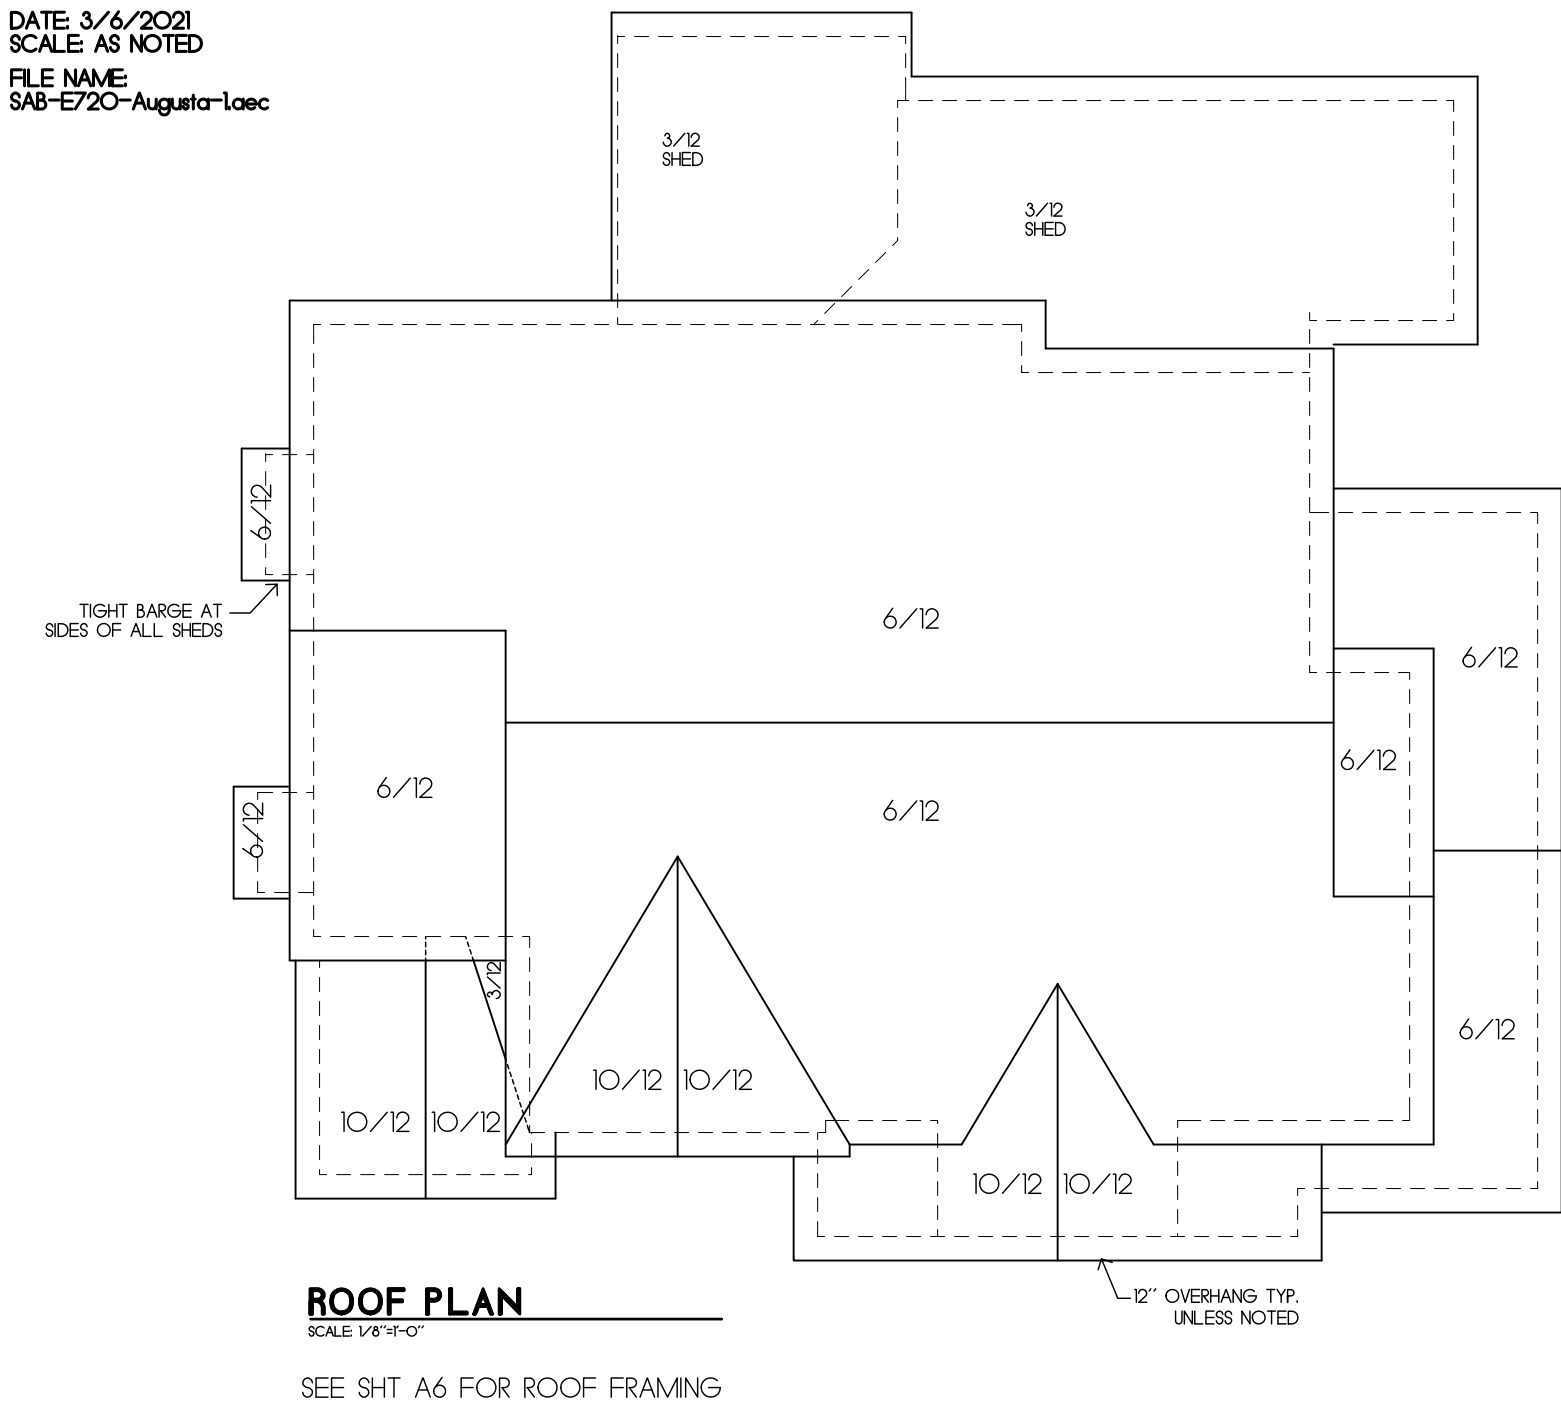 DATE: 3/6/2021
SCALE: AS NOTED
FILE NAME:
SAB-E720-Augusta-1.aec
3/12
SHED
3/12
SHED
6/12
TIGHT BARGE AT
SIDES OF ALL SHEDS
6/12
6/12
6/12
6/12
6/12
6/12
3/12
6/12
10/12
10/12
10/12
10/12
10/12
10/12
12" OVERHANG TYP.
UNLESS NOTED
ROOF PLAN
SCALE: 1/8"=1'-0"
SEE SHT A6 FOR ROOF FRAMING